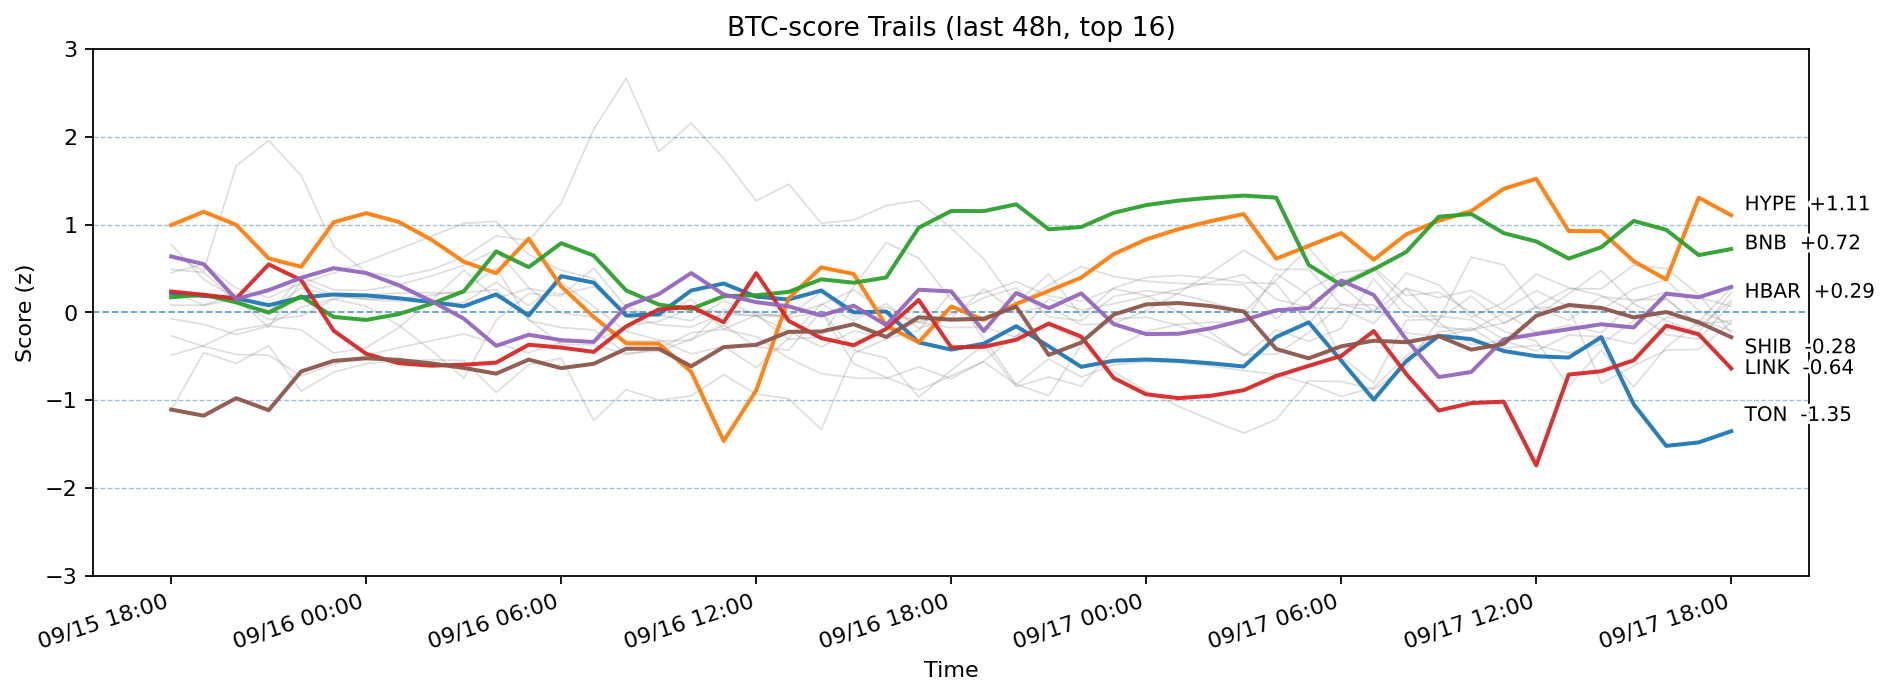 BTC-score Trails (last 48h, top 16)
Score (z)
3
2
1
0
−1
−2
−3
HYPE +1.11
BNB +0.72
HBAR +0.29
SHIB -0.28
LINK -0.64
TON -1.35
09/15 18:00
09/16 00:00
09/16 06:00
09/16 12:00
09/16 18:00
09/17 00:00
09/17 06:00
09/17 12:00
09/17 18:00
Time